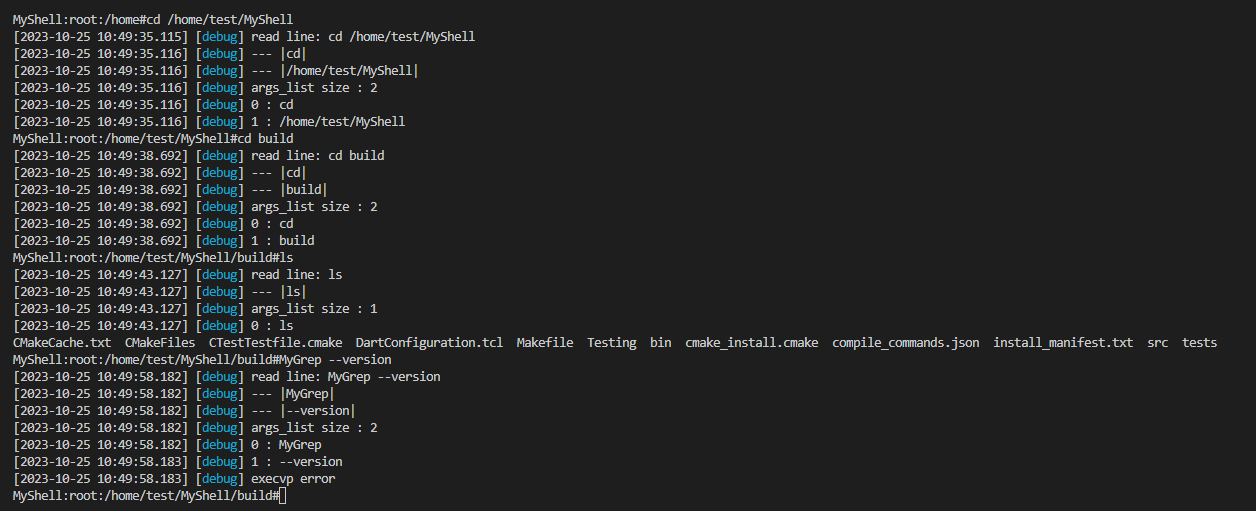 MyShell:root:/home#cd /home/test/MyShell
[2023-10-25 10:49:35.115] [debug] read line: cd /home/test/MyShell
[2023-10-25 10:49:35.116] [debug] --- |cd|
[2023-10-25 10:49:35.116] [debug] --- |/home/test/MyShell|
[2023-10-25 10:49:35.116] [debug] args_list size : 2
[2023-10-25 10:49:35.116] [debug] 0 : cd
[2023-10-25 10:49:35.116] [debug] 1 : /home/test/MyShell
MyShell:root:/home/test/MyShell#cd build
[2023-10-25 10:49:38.692] [debug] read line: cd build
[2023-10-25 10:49:38.692] [debug] --- |cd|
[2023-10-25 10:49:38.692] [debug] --- |build|
[2023-10-25 10:49:38.692] [debug] args_list size : 2
[2023-10-25 10:49:38.692] [debug] 0 : cd
[2023-10-25 10:49:38.692] [debug] 1 : build
MyShell:root:/home/test/MyShell/build#ls
[2023-10-25 10:49:43.127] [debug] read line: ls
[2023-10-25 10:49:43.127] [debug] --- |ls|
[2023-10-25 10:49:43.127] [debug] args_list size : 1
[2023-10-25 10:49:43.127] [debug] 0 : ls
CMakeCache.txt  CMakeFiles  CTestTestfile.cmake  DartConfiguration.tcl  Makefile  Testing  bin  cmake_install.cmake  compile_commands.json  install_manifest.txt  src  tests
MyShell:root:/home/test/MyShell/build#MyGrep --version
[2023-10-25 10:49:58.182] [debug] read line: MyGrep --version
[2023-10-25 10:49:58.182] [debug] --- |MyGrep|
[2023-10-25 10:49:58.182] [debug] --- |--version|
[2023-10-25 10:49:58.182] [debug] args_list size : 2
[2023-10-25 10:49:58.182] [debug] 0 : MyGrep
[2023-10-25 10:49:58.183] [debug] 1 : --version
[2023-10-25 10:49:58.183] [debug] execvp error
MyShell:root:/home/test/MyShell/build#